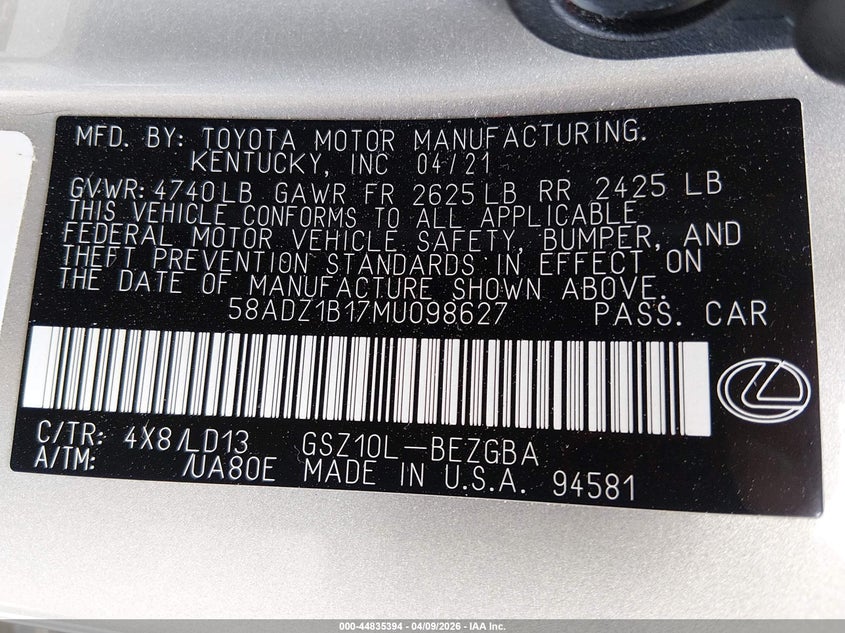 MFD. BY: TOYOTA MOTOR MANUFACTURING.
KENTUCKY, INC 04/21
GVWR: 4740LB GAWR FR 2625LB RR 2425 LB
THIS VEHICLE CONFORMS TO ALL APPLICABLE
FEDERAL MOTOR VEHICLE SAFETY, BUMPER, AND
THEFT PREVENTION STANDARDS IN EFFECT ON
THE DATE OF MANUFACTURE SHOWN ABOVE.
58ADZ1B17MU098627 PASS. CAR
C/TR: 4X8/LD13 GSZ10L-BEZGBA
A/TM: /UA80E MADE IN U.S.A. 94581
000-44835394 | 04/09/2026 | IAA Inc.